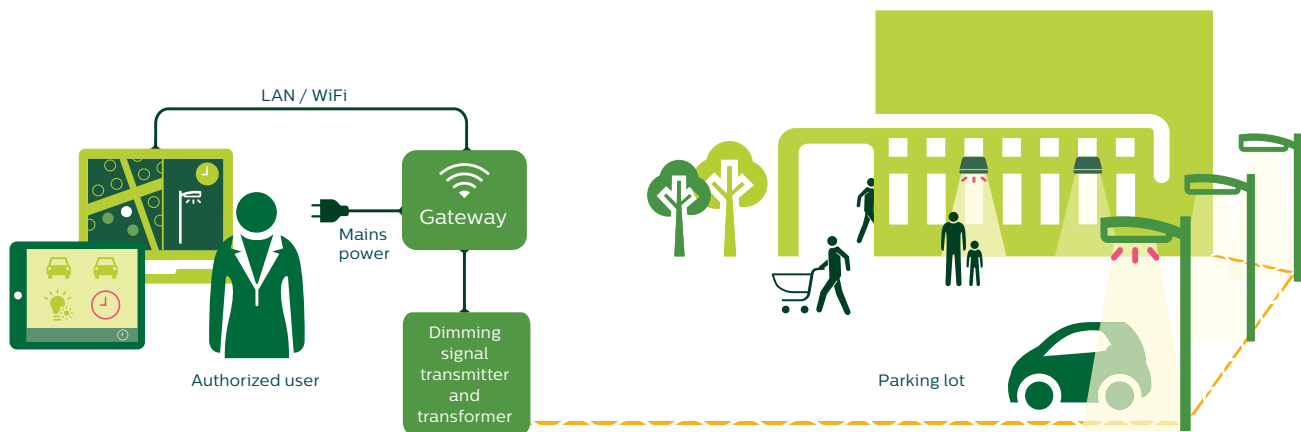 LAN / WiFi
Gateway
Mains
power
Dimming
signal
transmitter
and
transformer
Authorized user
Parking lot